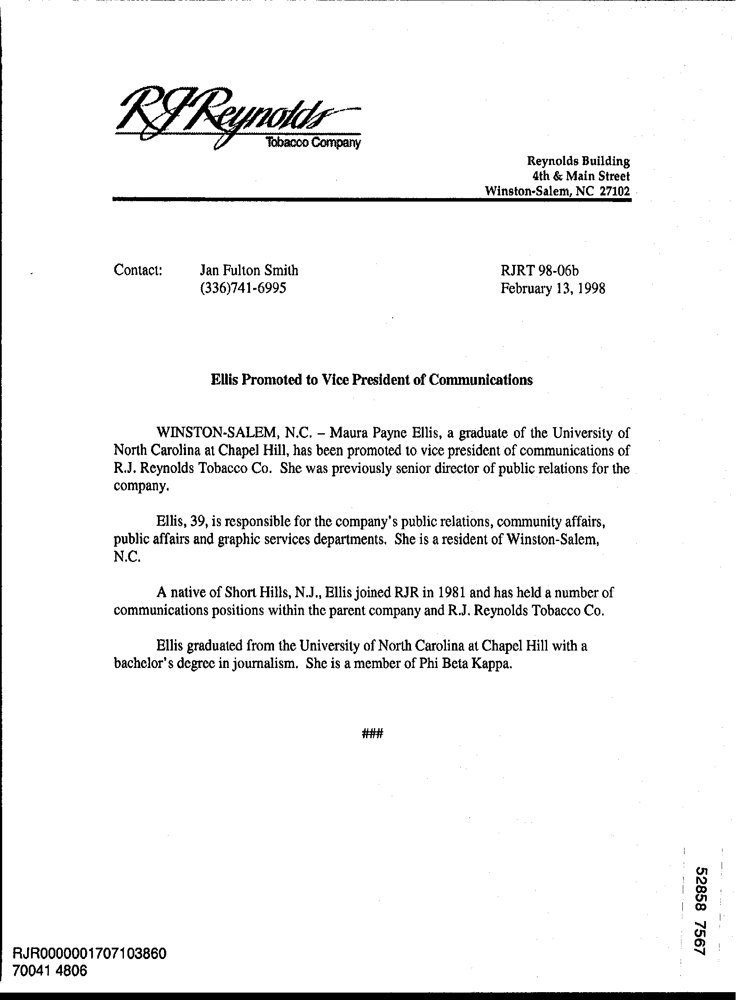 RJReynolds
Tobacco Company
Reynolds Building
4th & Main Street
Winston-Salem, NC 27102
Contact: Jan Fulton Smith RJRT 98-06b
(336)741-6995 February 13, 1998
Ellis Promoted to Vice President of Communications
WINSTON-SALEM, N.C. – Maura Payne Ellis, a graduate of the University of
North Carolina at Chapel Hill, has been promoted to vice president of communications of
R.J. Reynolds Tobacco Co. She was previously senior director of public relations for the
company.
Ellis, 39, is responsible for the company's public relations, community affairs,
public affairs and graphic services departments. She is a resident of Winston-Salem,
N.C.
A native of Short Hills, N.J., Ellis joined RJR in 1981 and has held a number of
communications positions within the parent company and R.J. Reynolds Tobacco Co.
Ellis graduated from the University of North Carolina at Chapel Hill with a
bachelor's degree in journalism. She is a member of Phi Beta Kappa.
###
52858 7567
RJR0000001707103860
70041 4806